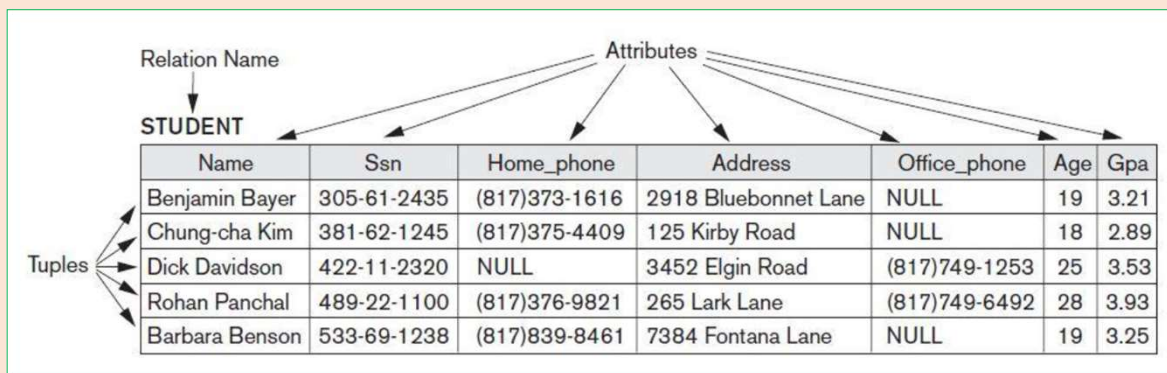 Relation Name
Attributes
STUDENT
Name Ssn Home_phone Address Office_phone Age Gpa
Benjamin Bayer 305-61-2435 (817)373-1616 2918 Bluebonnet Lane NULL 19 3.21
Chung-cha Kim 381-62-1245 (817)375-4409 125 Kirby Road NULL 18 2.89
Tuples Dick Davidson 422-11-2320 NULL 3452 Elgin Road (817)749-1253 25 3.53
Rohan Panchal 489-22-1100 (817)376-9821 265 Lark Lane (817)749-6492 28 3.93
Barbara Benson 533-69-1238 (817)839-8461 7384 Fontana Lane NULL 19 3.25